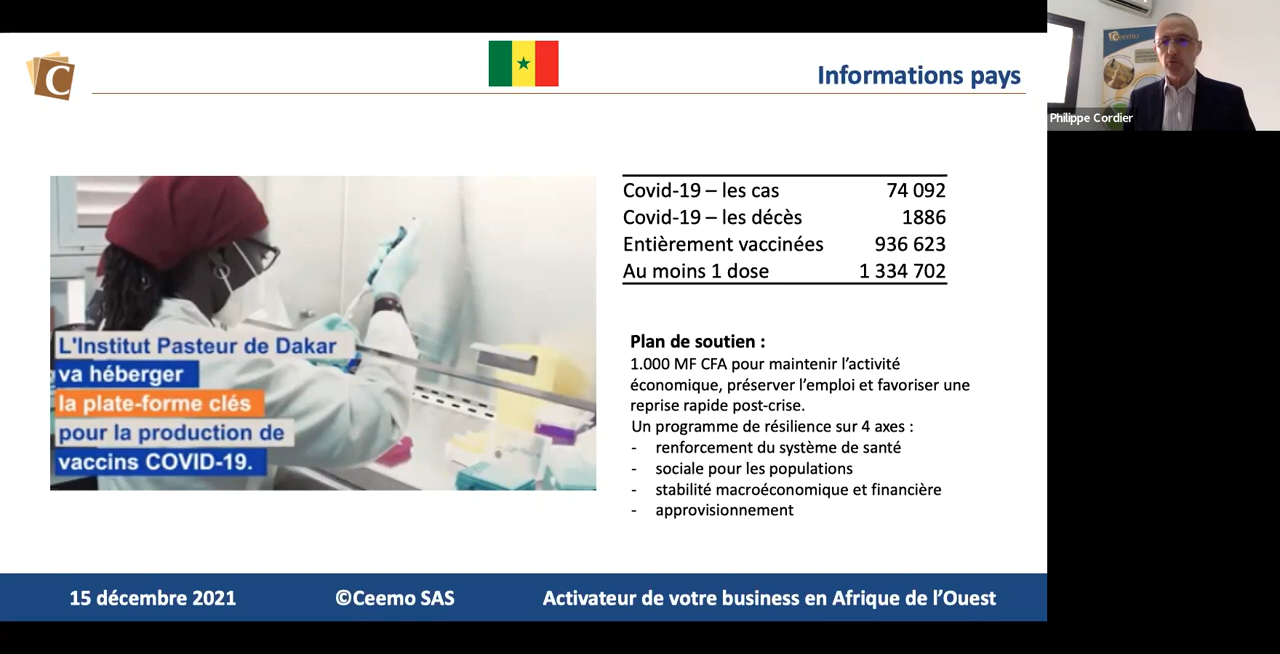 C
Informations pays
Ceemo
Philippe Cordier
Covid-19 – les cas 74 092
Covid-19 – les décès 1886
Entièrement vaccinées 936 623
Au moins 1 dose 1 334 702
L'Institut Pasteur de Dakar
va héberger
la plate-forme clés
pour la production de
vaccins COVID-19.
Plan de soutien :
1.000 MF CFA pour maintenir l’activité
économique, préserver l’emploi et favoriser une
reprise rapide post-crise.
Un programme de résilience sur 4 axes :
- renforcement du système de santé
- sociale pour les populations
- stabilité macroéconomique et financière
- approvisionnement
15 décembre 2021 ©Ceemo SAS Activateur de votre business en Afrique de l’Ouest